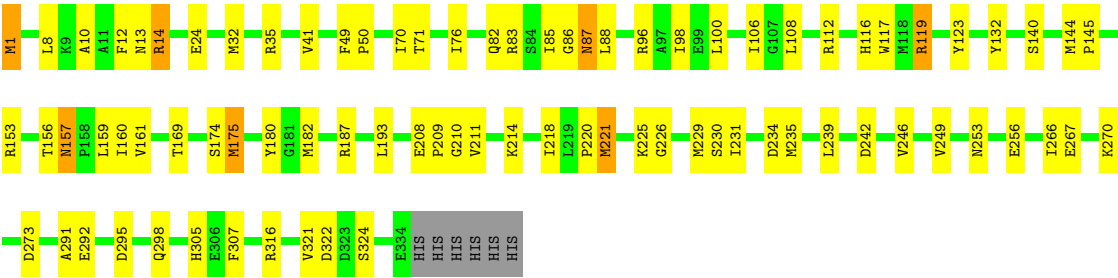 M1 L8 K9 A10 A11 F12 N13 R14 E24 M32 R35 V41 F49 P50 I70 T71 I76 Q82 R83 S84 I85 G86 N87 L88 R96 A97 I98 E99 L100 I106 G107 L108 R112 H116 W117 M118 R119 Y123 Y132 S140 M144 P145
R153 T156 N157 P158 L159 I160 V161 T169 S174 M175 Y180 G181 M182 R187 L193 E208 P209 G210 V211 K214 I218 L219 P220 M221 K225 G226 M229 S230 I231 D234 M235 L239 D242 V246 V249 N253 E256 I266 E267 K270
D273 A291 E292 D295 Q298 H305 E306 F307 R316 V321 D322 D323 S324 E334 HIS HIS HIS HIS HIS HIS